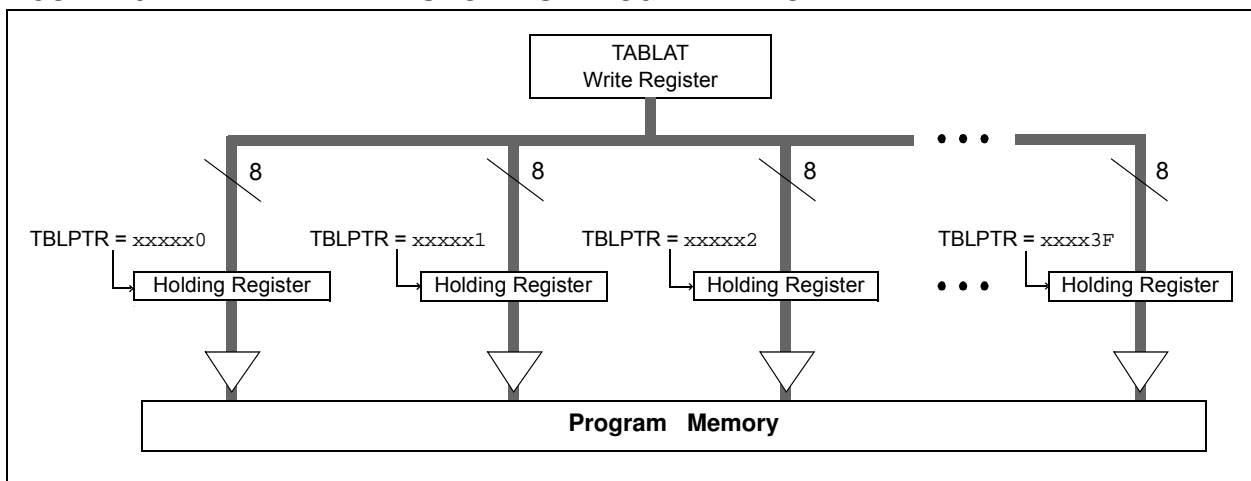 TABLAT
Write Register
8 8 8 8
TBLPTR = xxxxx0 TBLPTR = xxxxx1 TBLPTR = xxxxx2 TBLPTR = xxxx3F
Holding Register Holding Register Holding Register Holding Register
Program Memory